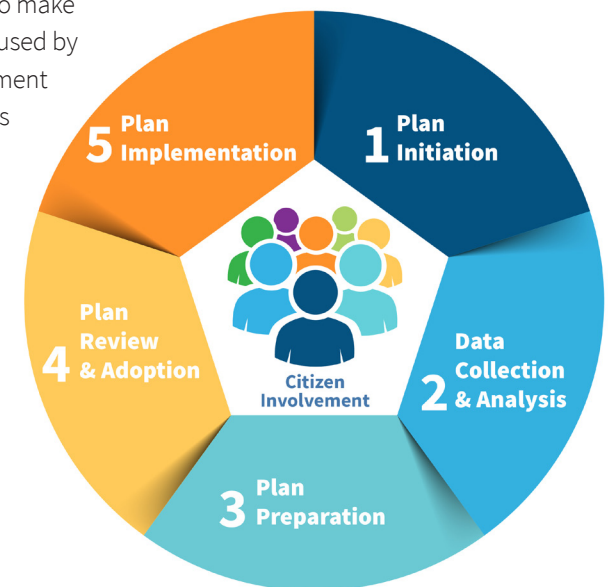 o make
used by
ment
s
5 Plan
Implementation
1 Plan
Initiation
Data
Collection
2 & Analysis
Plan
Review
4 & Adoption
3 Plan
Preparation
Citizen
Involvement